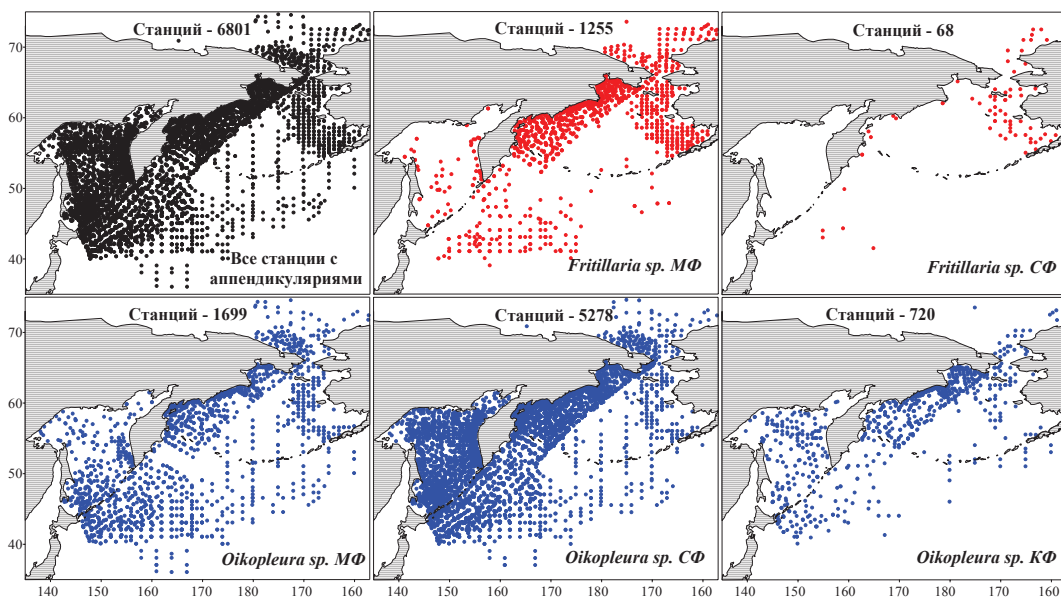 Станций - 6801
Станций - 1255
Станций - 68
70
60
50
40
Все станции с
аппендикуляриями
Fritillaria sp. МФ
Fritillaria sp. СФ
Станций - 1699
Станций - 5278
Станций - 720
70
60
50
40
Oikopleura sp. МФ
Oikopleura sp. СФ
Oikopleura sp. КФ
140 150 160 170 180 170 160
140 150 160 170 180 170 160
140 150 160 170 180 170 160